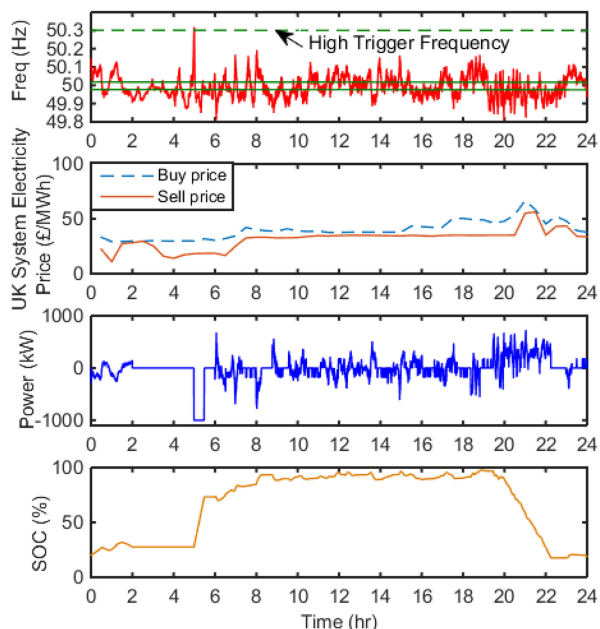 Freq (Hz)
50.3
50.2
50.1
50
49.9
49.8
High Trigger Frequency
0 2 4 6 8 10 12 14 16 18 20 22 24
UK System Electricity
Price (£/MWh)
100
50
0
Buy price
Sell price
0 2 4 6 8 10 12 14 16 18 20 22 24
Power (kW)
1000
0
-1000
0 2 4 6 8 10 12 14 16 18 20 22 24
SOC (%)
100
50
0
0 2 4 6 8 10 12 14 16 18 20 22 24
Time (hr)